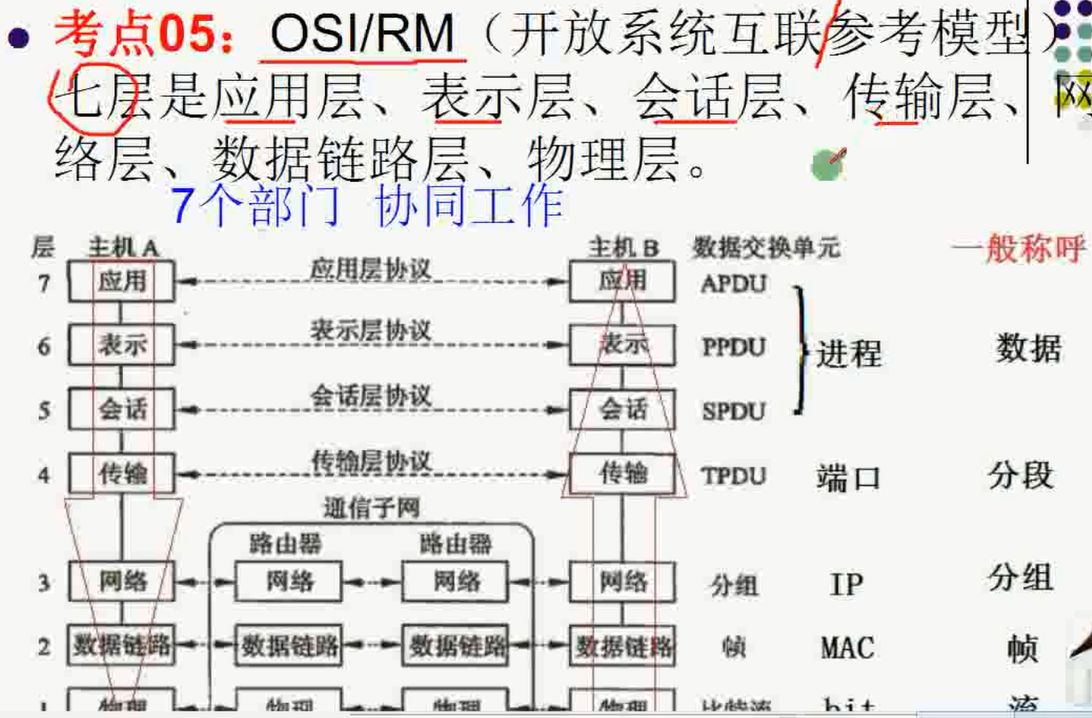 考点05：OSI/RM（开放系统互联参考模型）
七层是应用层、表示层、会话层、传输层、网
络层、数据链路层、物理层。
7个部门 协同工作
层 主机A 主机B 数据交换单元 一般称呼
7 应用 应用层协议 应用 APDU
6 表示 表示层协议 表示 PPDU 进程 数据
5 会话 会话层协议 会话 SPDU
4 传输 传输层协议 传输 TPDU 端口 分段
通信子网
路由器 路由器
3 网络 网络 网络 网络 分组 IP 分组
2 数据链路 数据链路 数据链路 数据链路 帧 MAC 帧
1 物理 物理 物理 物理 比特流 bit 流